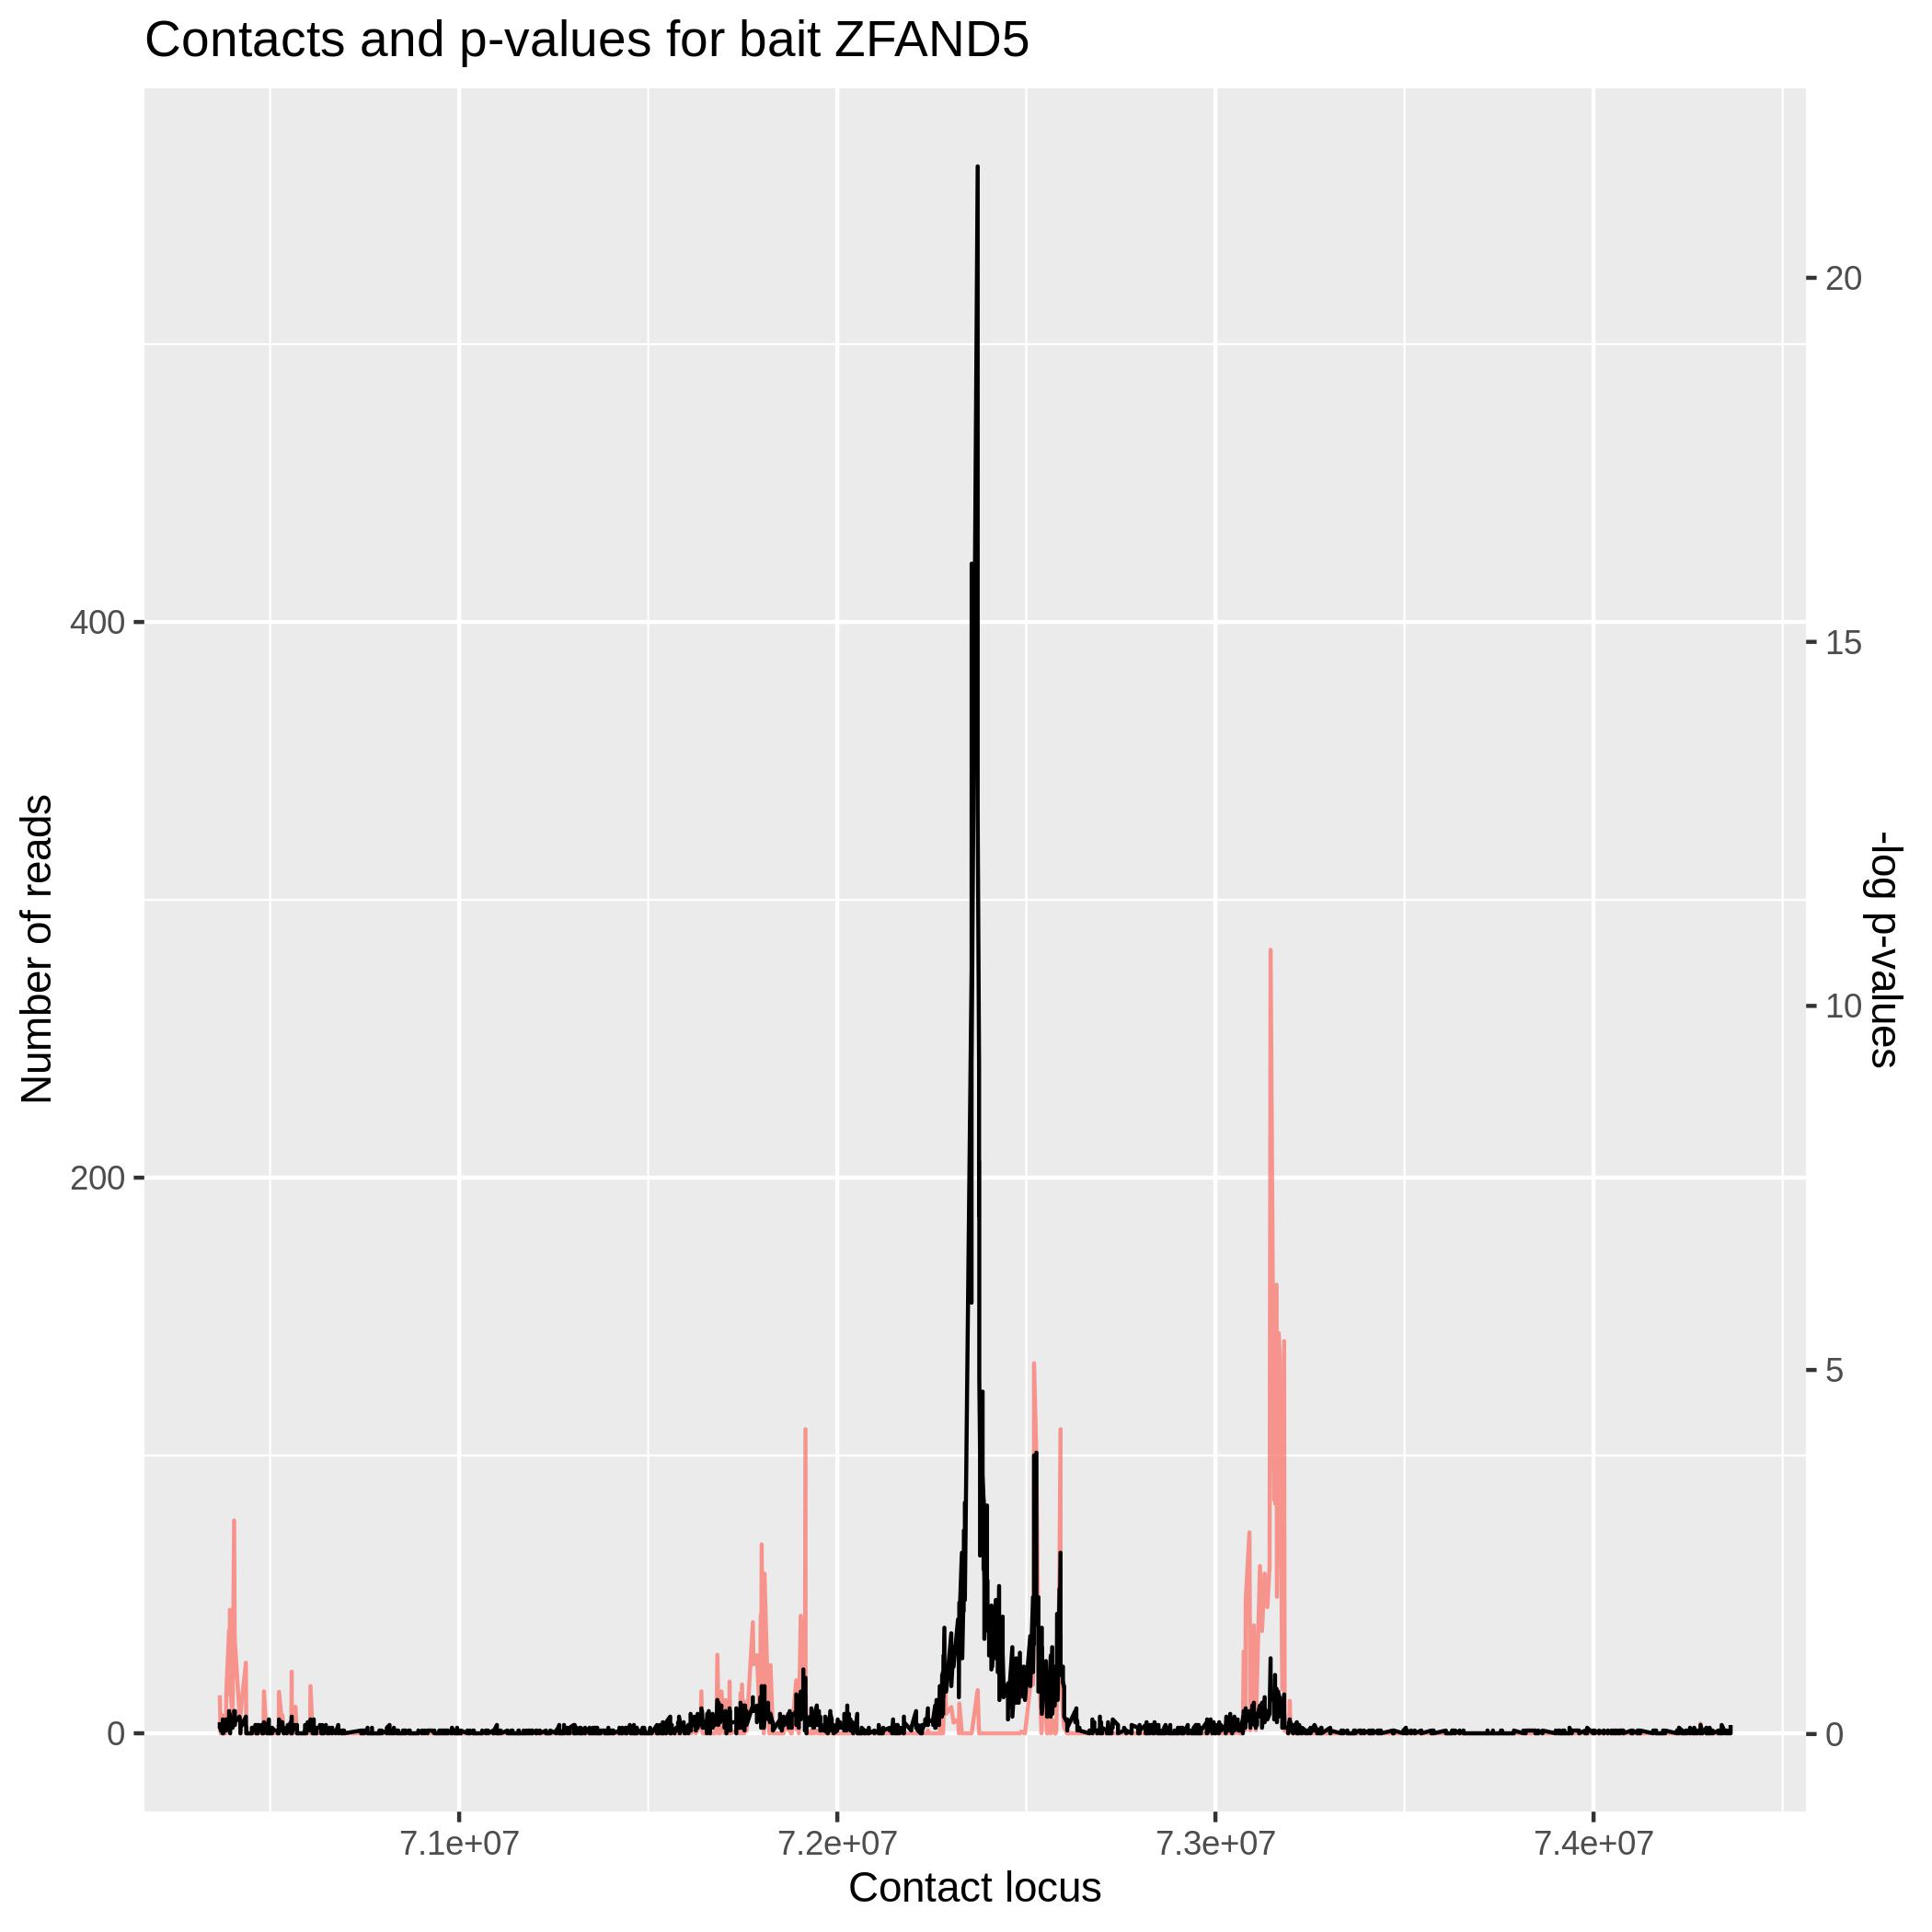 Contacts and p-values for bait ZFAND5
Number of reads
400
200
0
20
15
10
5
0
-log p-values
7.1e+07
7.2e+07
7.3e+07
7.4e+07
Contact locus